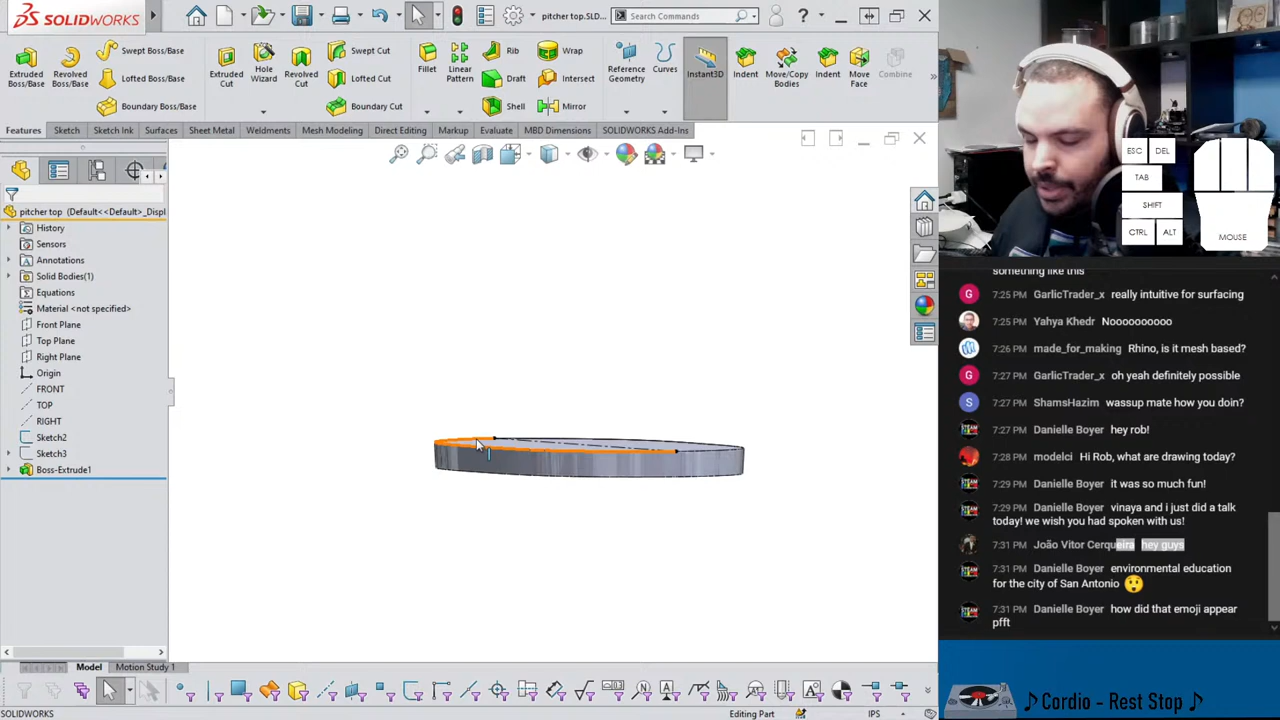 SOLIDWORKS
pitcher top.SLD...
Search Commands
Extruded Boss/Base
Revolved Boss/Base
Swept Boss/Base
Lofted Boss/Base
Boundary Boss/Base
Extruded Cut
Hole Wizard
Revolved Cut
Swept Cut
Lofted Cut
Boundary Cut
Fillet
Linear Pattern
Rib
Draft
Shell
Wrap
Intersect
Mirror
Reference Geometry
Curves
Instant3D
Indent
Move/Copy Bodies
Indent
Move Face
Combine
Features
Sketch
Sketch Ink
Surfaces
Sheet Metal
Weldments
Mesh Modeling
Direct Editing
Markup
Evaluate
MBD Dimensions
SOLIDWORKS Add-Ins
pitcher top (Default<<Default>_Displ
History
Sensors
Annotations
Solid Bodies(1)
Equations
Material <not specified>
Front Plane
Top Plane
Right Plane
Origin
FRONT
TOP
RIGHT
Sketch2
Sketch3
Boss-Extrude1
Model
Motion Study 1
SOLIDWORKS
Editing Part
IPS
ESC
DEL
TAB
SHIFT
CTRL
ALT
MOUSE
something like this
G
7:25 PM GarlicTrader_x really intuitive for surfacing
7:25 PM Yahya Khedr Nooooooooo
7:26 PM made_for_making Rhino, is it mesh based?
G
7:27 PM GarlicTrader_x oh yeah definitely possible
S
7:27 PM ShamsHazim wassup mate how you doin?
7:27 PM Danielle Boyer hey rob!
7:28 PM modelci Hi Rob, what are drawing today?
7:29 PM Danielle Boyer it was so much fun!
7:29 PM Danielle Boyer vinaya and i just did a talk
today! we wish you had spoken with us!
7:31 PM João Vitor Cerqueira hey guys
7:31 PM Danielle Boyer environmental education
for the city of San Antonio 😲
7:31 PM Danielle Boyer how did that emoji appear
pfft
♪ Cordio - Rest Stop ♪